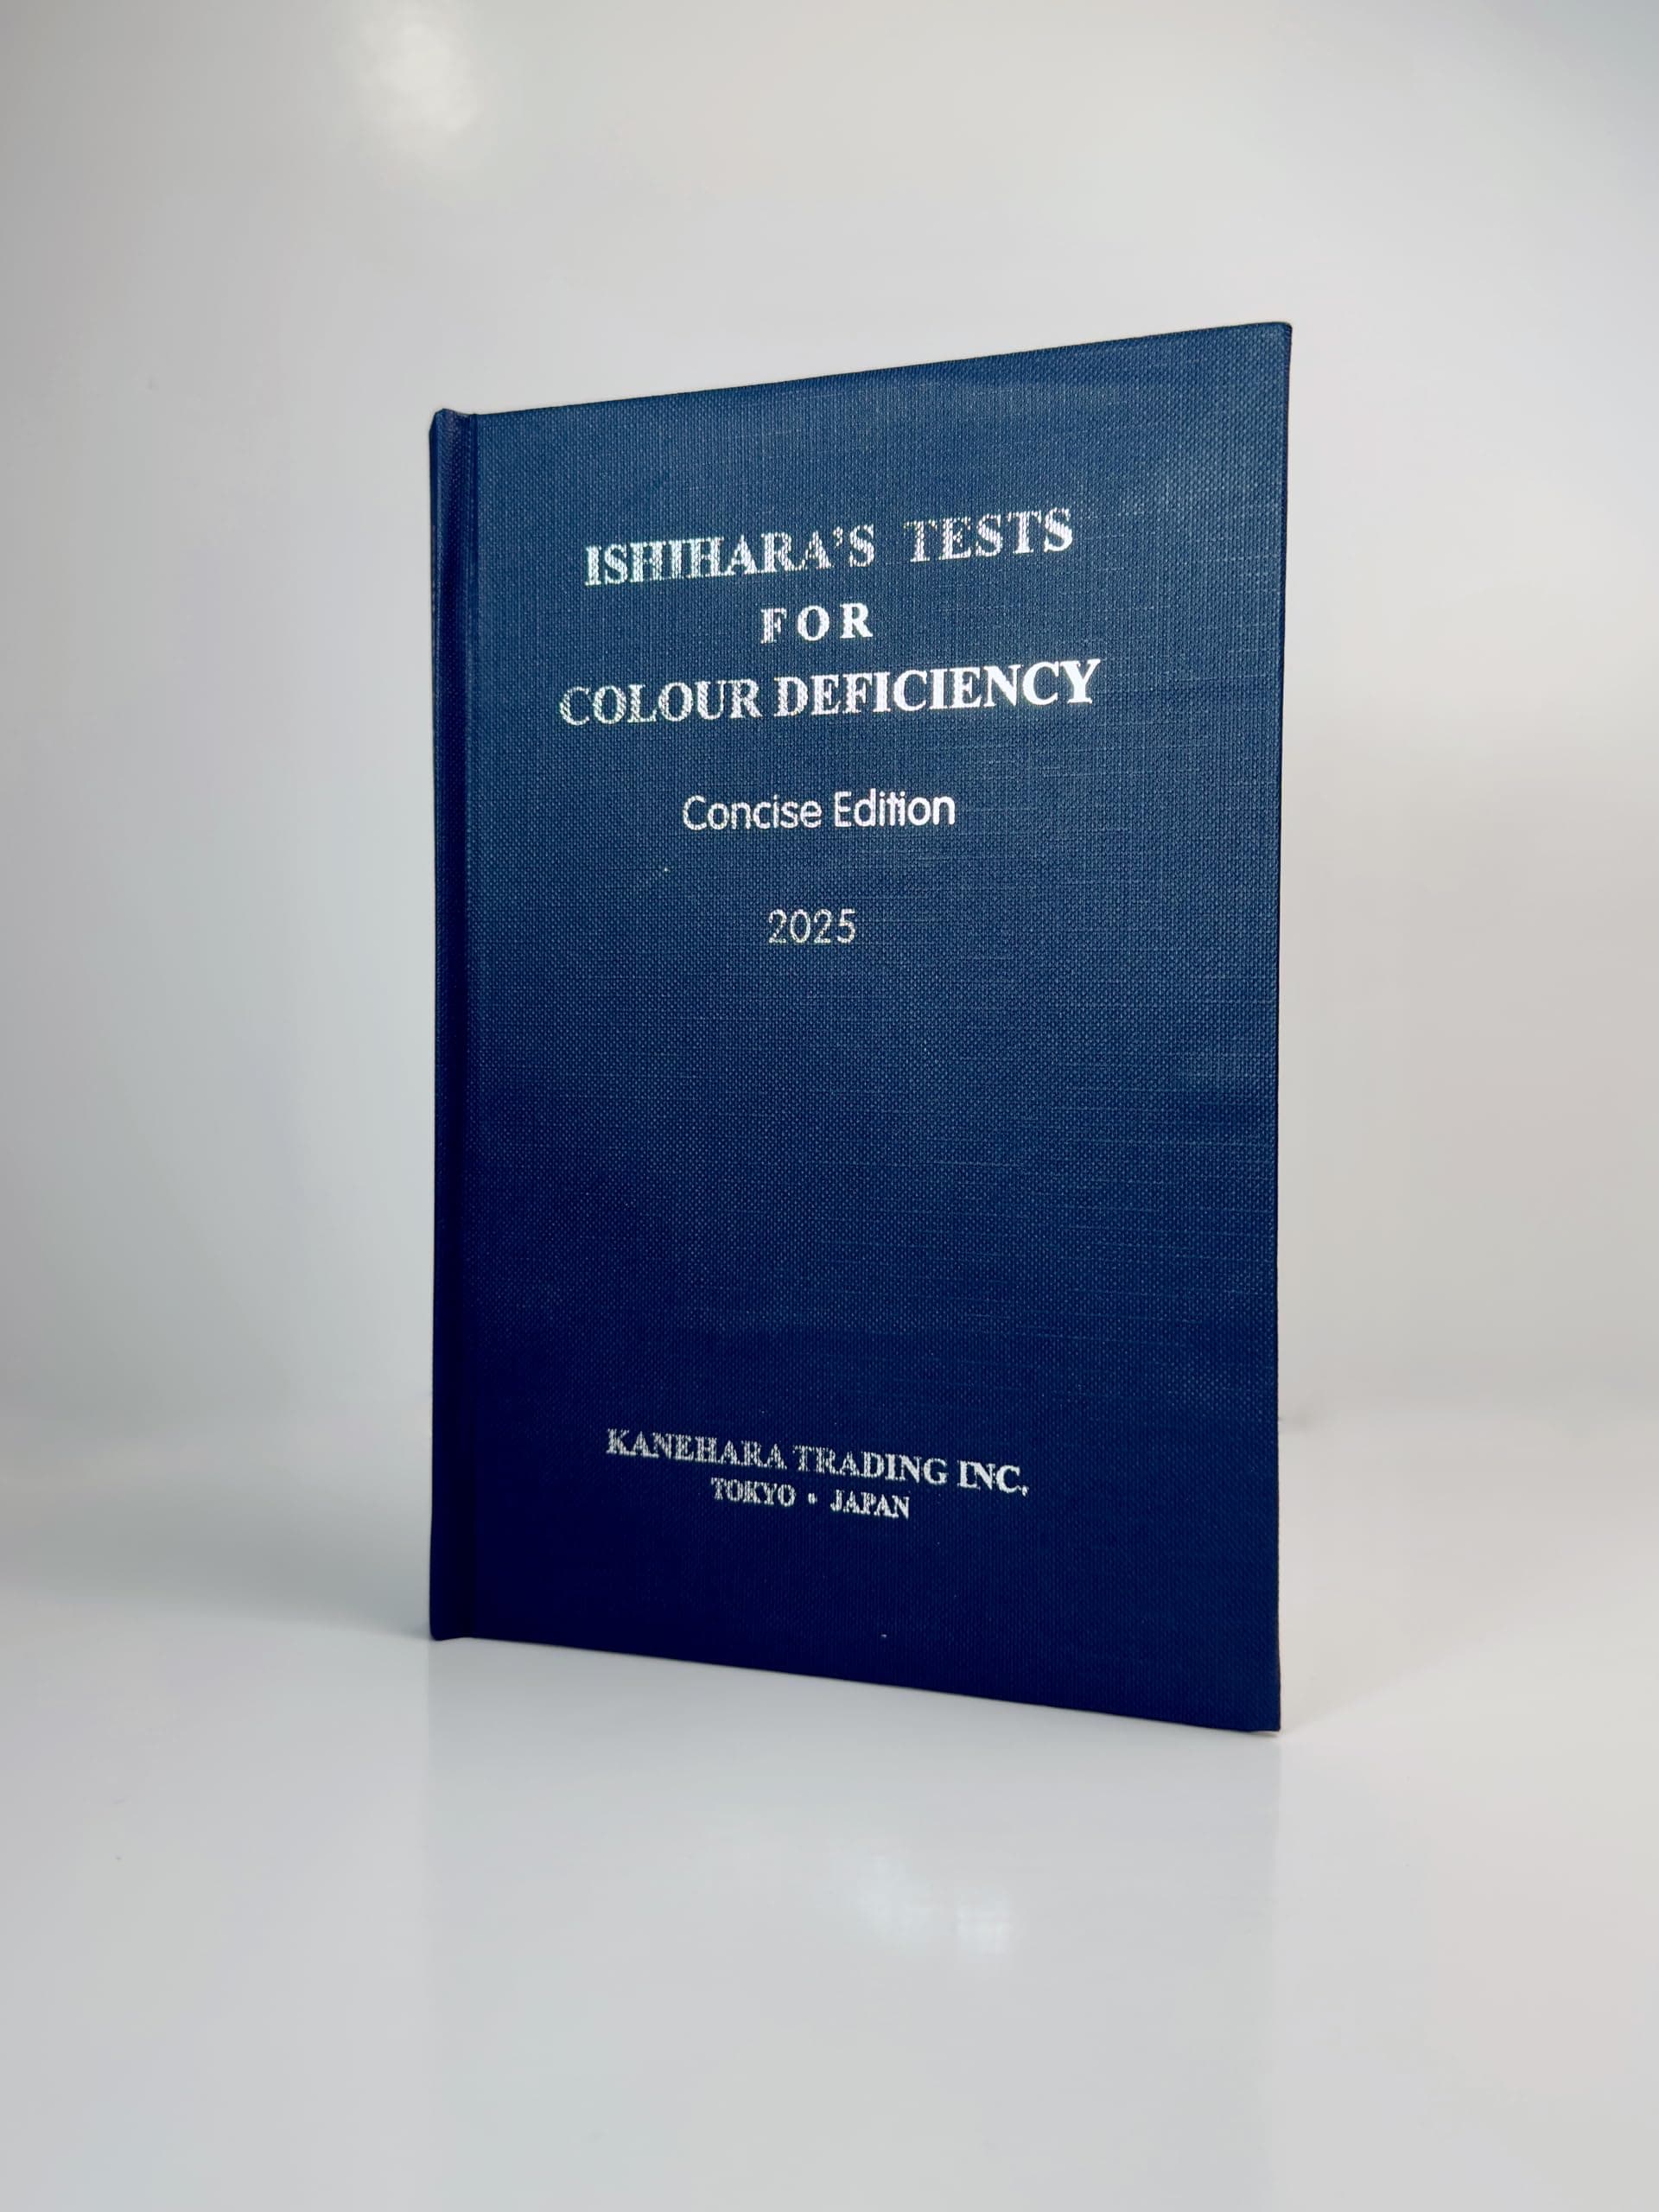 ISHIHARA'S TESTS
FOR
COLOUR DEFICIENCY
Concise Edition
2025
KANEHARA TRADING INC.
TOKYO • JAPAN